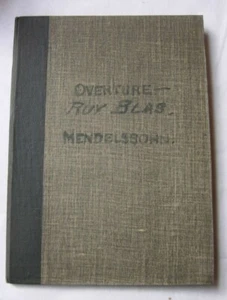 OVERTURE—
RUY BLAS.
MENDELSSOHN.